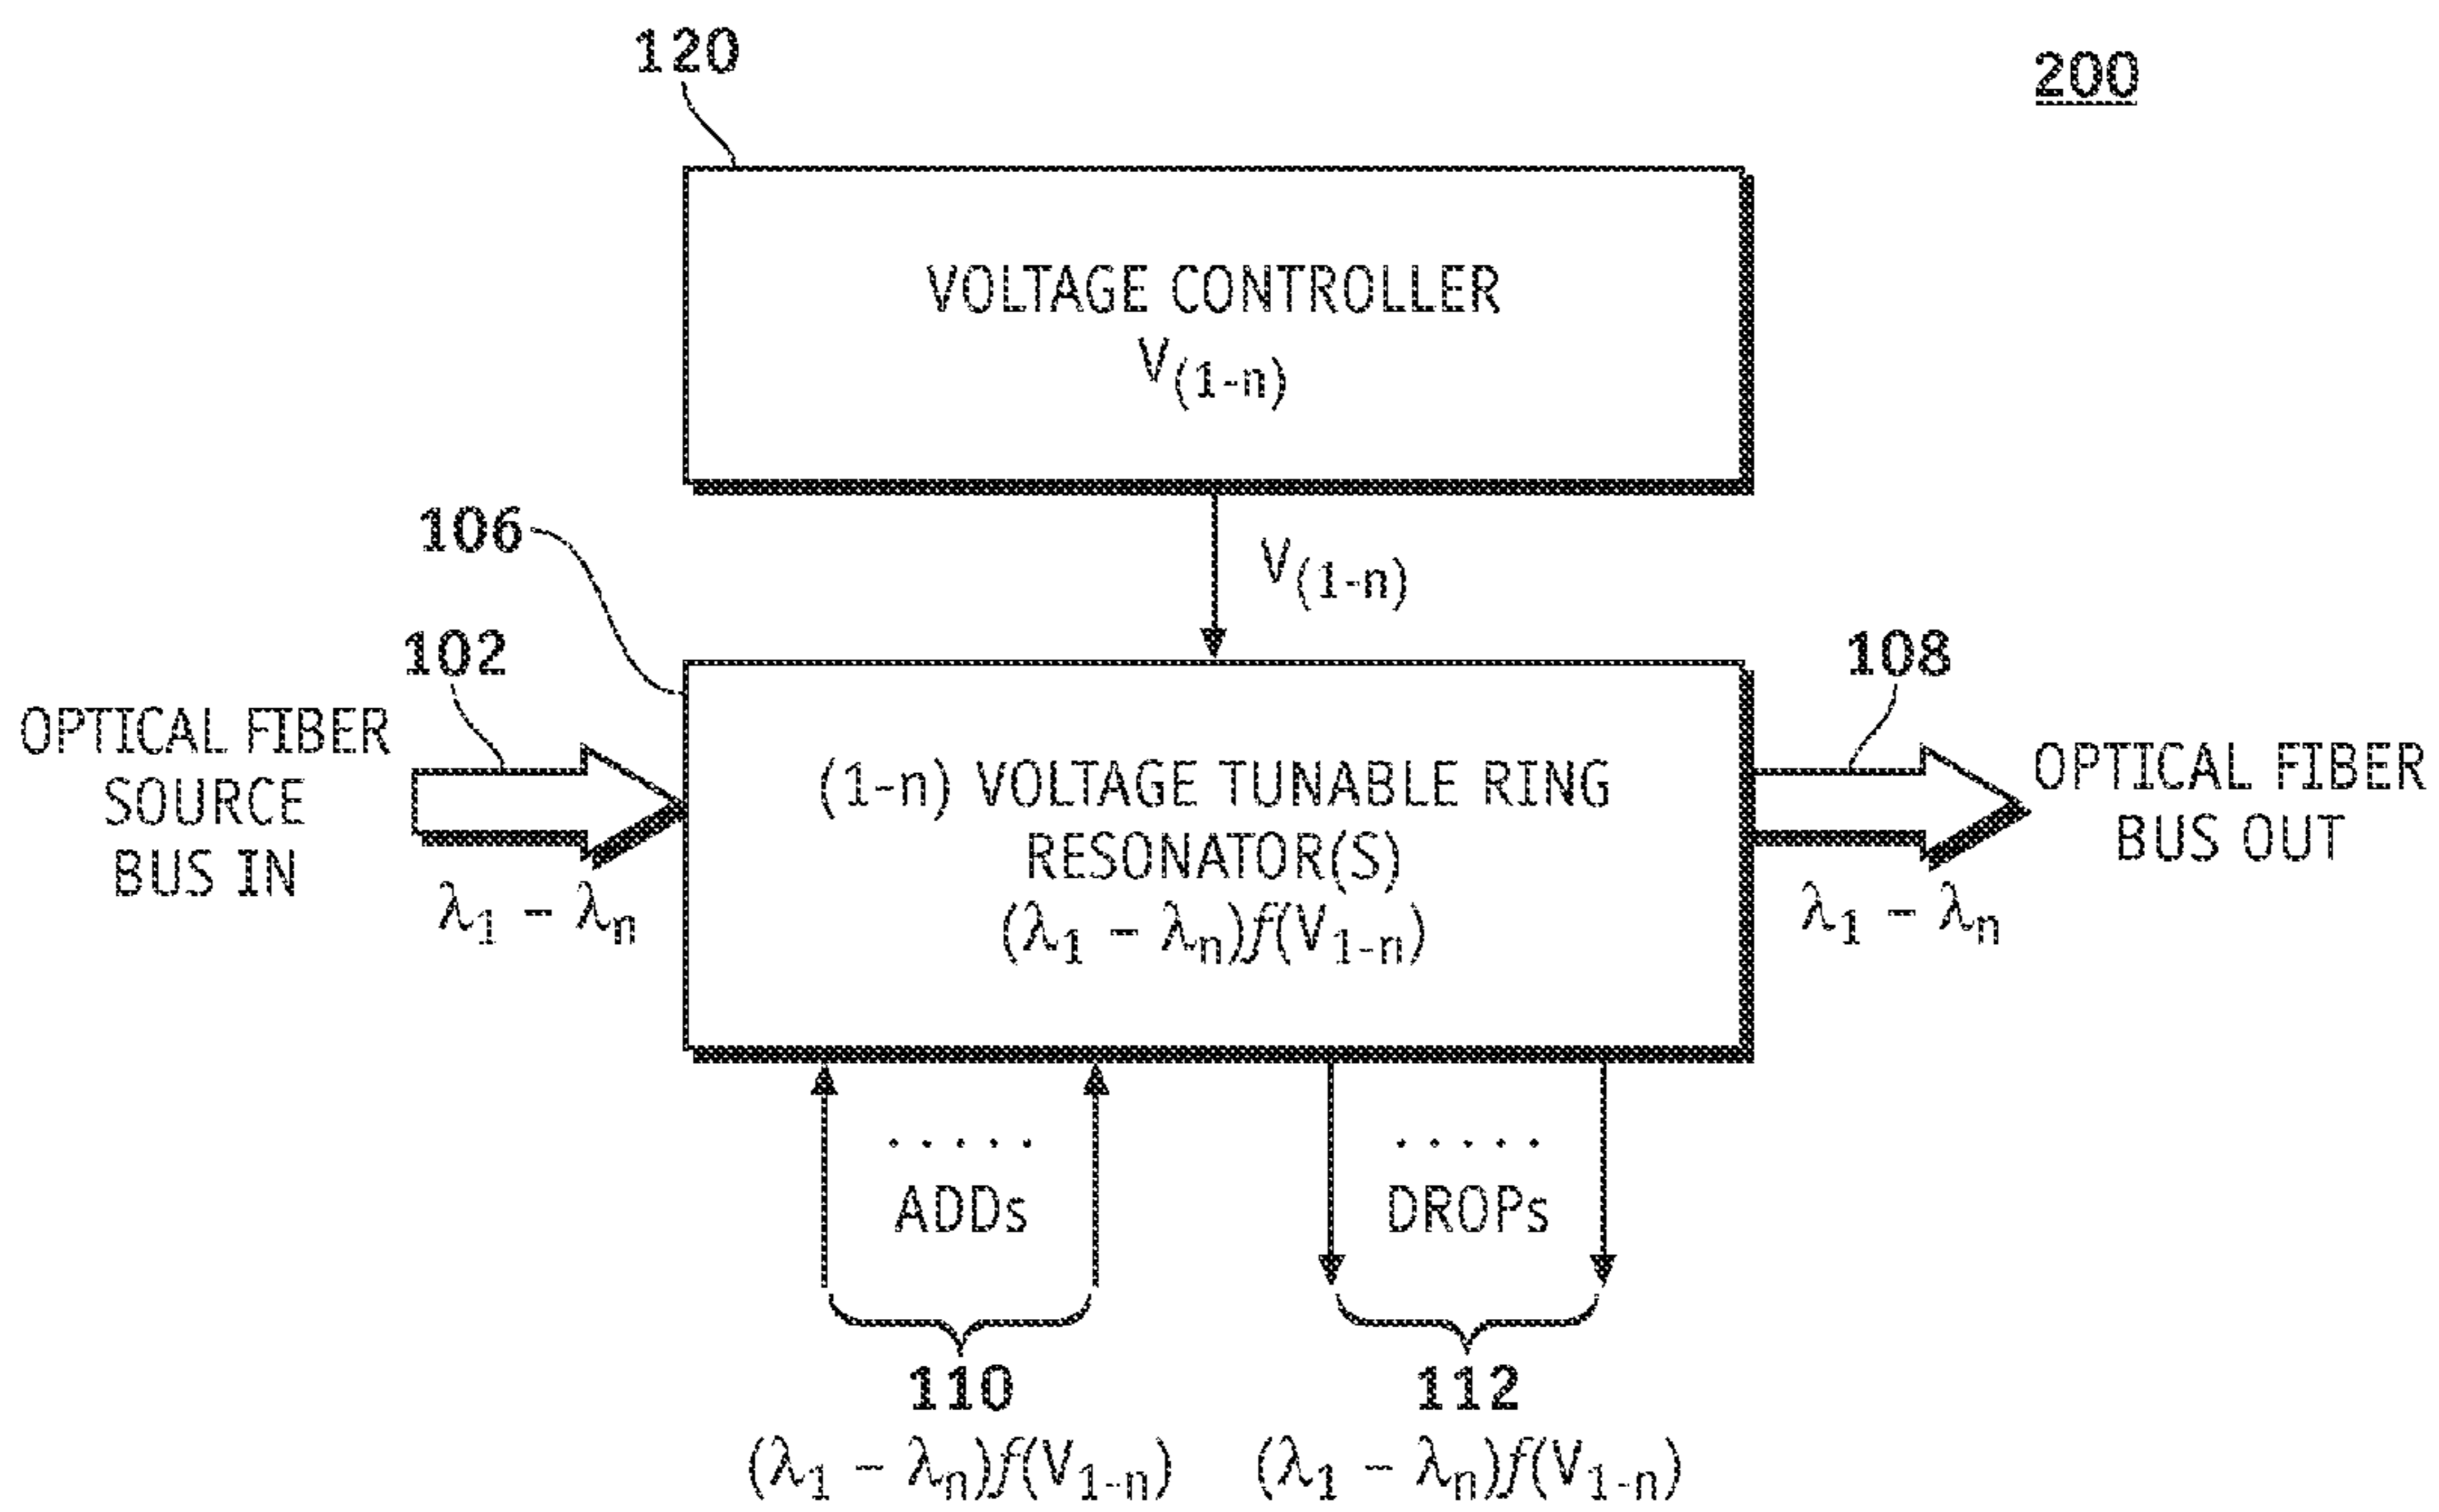 120
200
VOLTAGE CONTROLLER
V(1-n)
106
V(1-n)
102
108
OPTICAL FIBER
SOURCE
BUS IN
λ1 – λn
(1-n) VOLTAGE TUNABLE RING
RESONATOR(S)
(λ1 – λn)f(V1-n)
OPTICAL FIBER
BUS OUT
λ1 – λn
. . . . .
ADDs
. . . . .
DROPs
110
(λ1 – λn)f(V1-n)
112
(λ1 – λn)f(V1-n)